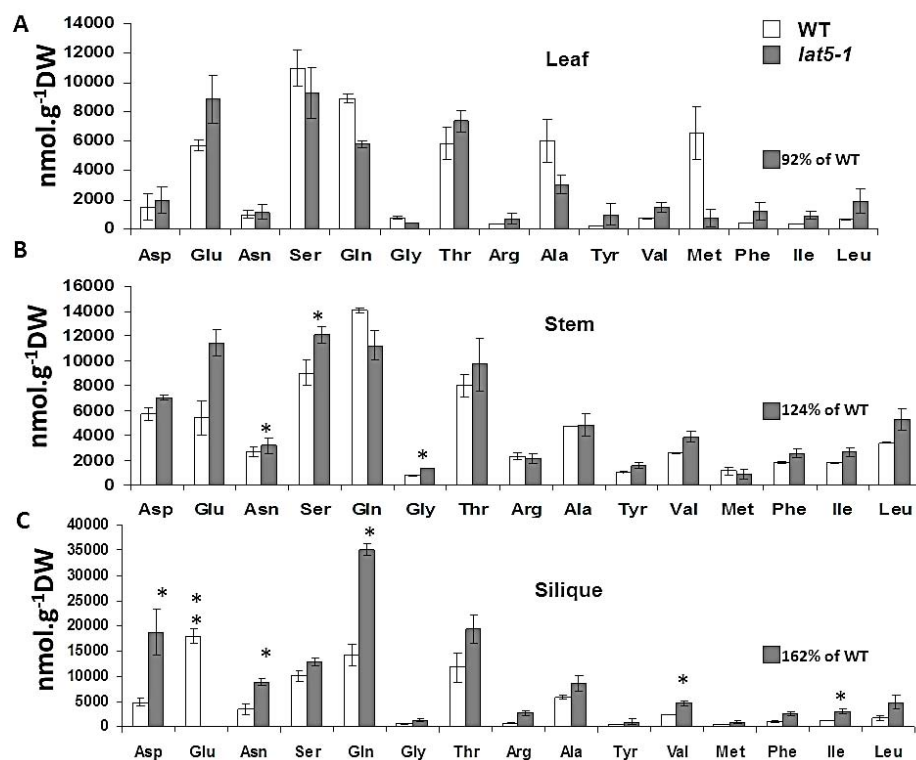 A
14000
12000
10000
8000
6000
4000
2000
0
nmol.g-1DW
Leaf
WT
lat5-1
92% of WT
Asp Glu Asn Ser Gln Gly Thr Arg Ala Tyr Val Met Phe Ile Leu
B
16000
14000
12000
10000
8000
6000
4000
2000
0
nmol.g-1DW
Stem
* * *
124% of WT
Asp Glu Asn Ser Gln Gly Thr Arg Ala Tyr Val Met Phe Ile Leu
C
40000
35000
30000
25000
20000
15000
10000
5000
0
nmol.g-1DW
Silique
* * * * * * *
162% of WT
Asp Glu Asn Ser Gln Gly Thr Arg Ala Tyr Val Met Phe Ile Leu